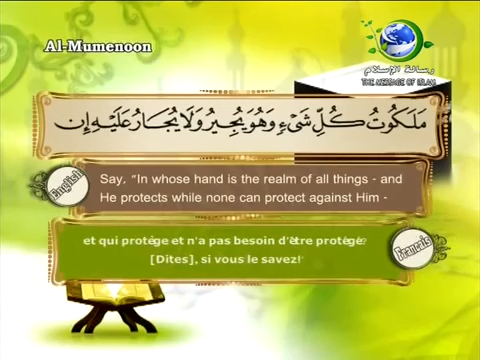 Al-Mumenoon
رسالة الإسلام
THE MESSAGE OF ISLAM
مَلَكُوتُ كُلِّ شَىْءٍ وَهُوَ يُجِيرُ وَلَا يُجَارُ عَلَيْهِ إِن
English
Say, "In whose hand is the realm of all things - and
He protects while none can protect against Him -
et qui protège et n'a pas besoin d'être protégé?
[Dites], si vous le savez!
Francais